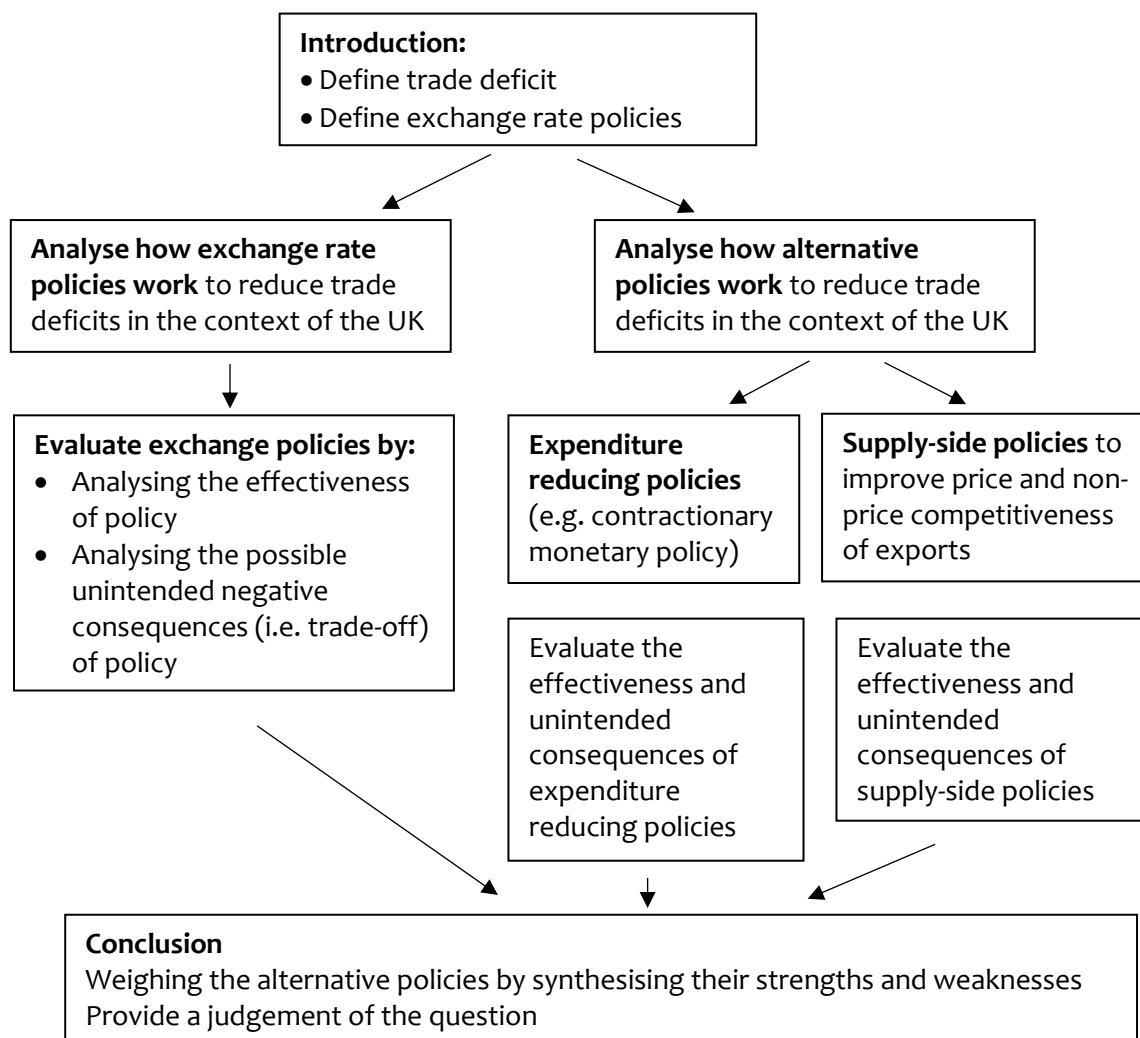 Introduction:
• Define trade deficit
• Define exchange rate policies
Analyse how exchange rate
policies work to reduce trade
deficits in the context of the UK
Analyse how alternative
policies work to reduce trade
deficits in the context of the UK
Evaluate exchange policies by:
• Analysing the effectiveness
of policy
• Analysing the possible
unintended negative
consequences (i.e. trade-off)
of policy
Expenditure
reducing policies
(e.g. contractionary
monetary policy)
Supply-side policies to
improve price and non-
price competitiveness
of exports
Evaluate the
effectiveness and
unintended
consequences of
expenditure
reducing policies
Evaluate the
effectiveness and
unintended
consequences of
supply-side policies
Conclusion
Weighing the alternative policies by synthesising their strengths and weaknesses
Provide a judgement of the question